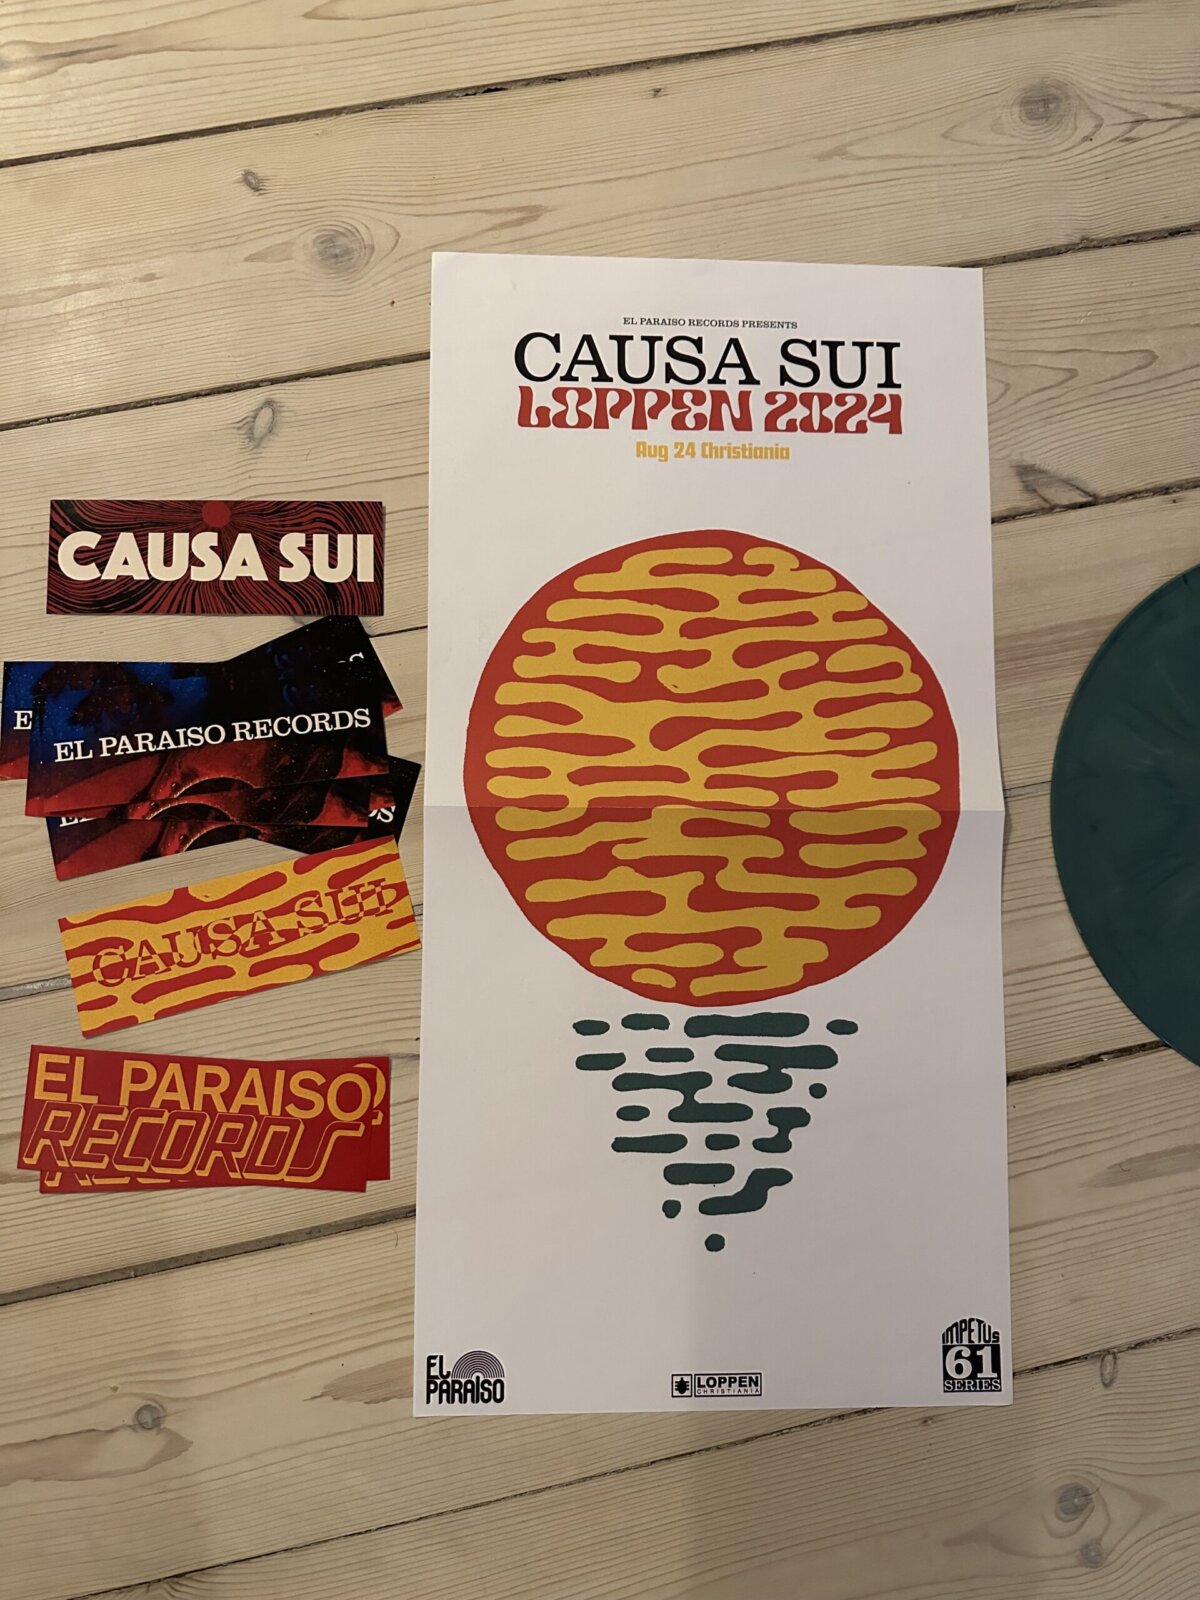 EL PARAISO RECORDS PRESENTS
CAUSA SUI
LOPPEN 2024
Aug 24 Christiania
CAUSA SUI
E
EL PARAISO RECORDS
S
CAUSA SUI
EL PARAISO
RECORDS
EL
PARAISO
LOPPEN
CHRISTIANIA
IMPETUS
61
SERIES